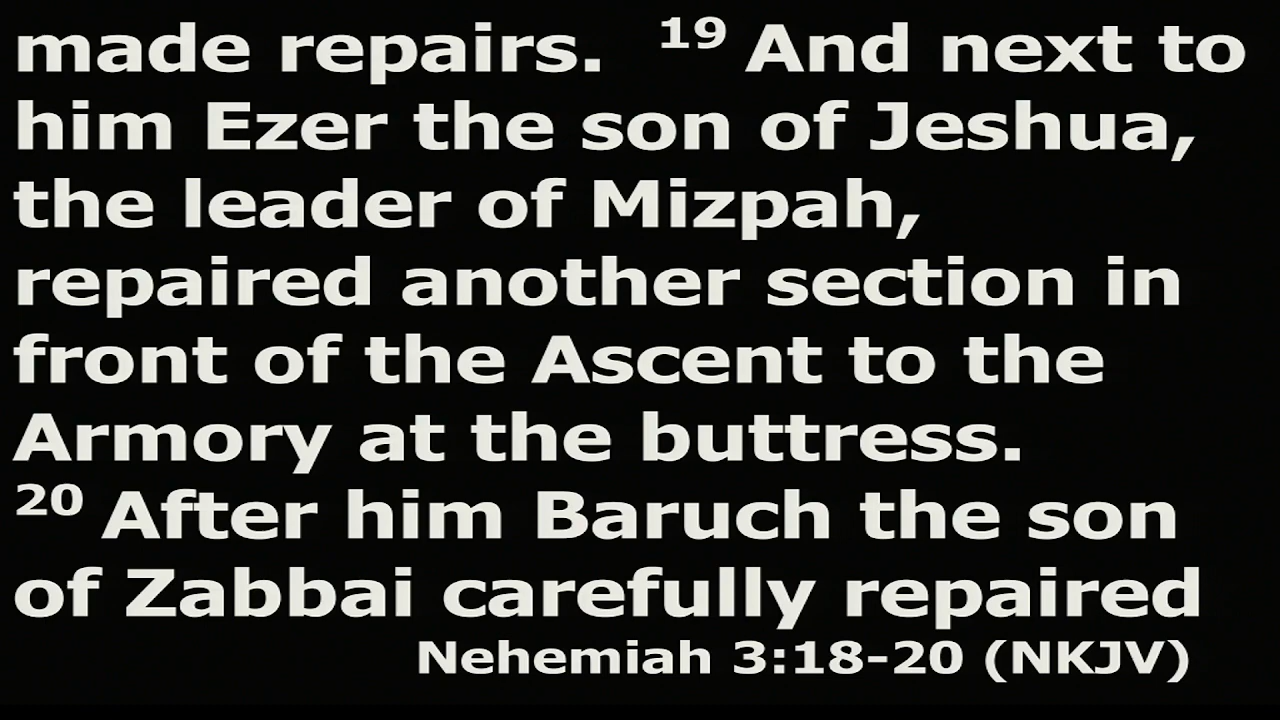 made repairs. 19 And next to
him Ezer the son of Jeshua,
the leader of Mizpah,
repaired another section in
front of the Ascent to the
Armory at the buttress.
20 After him Baruch the son
of Zabbai carefully repaired
Nehemiah 3:18-20 (NKJV)